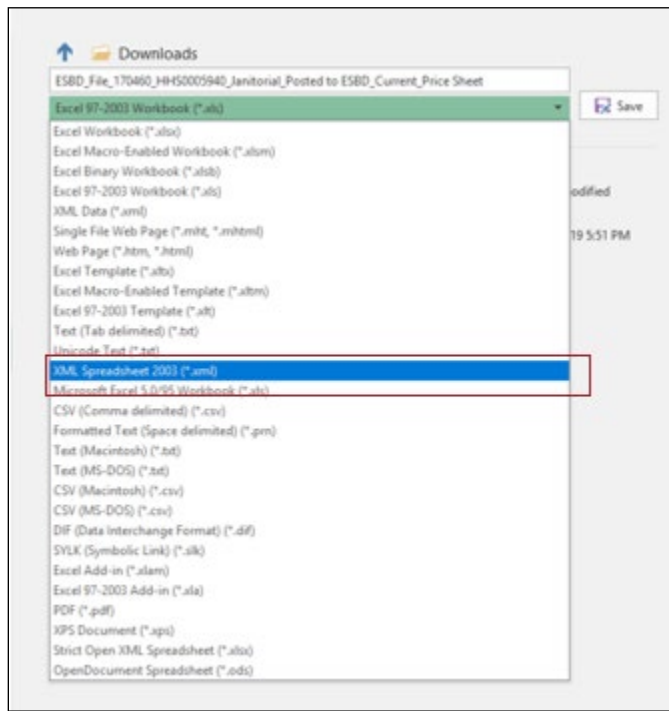 Downloads
ESBD_File_170460_HHS0005940_Janitorial_Posted to ESBD_Current_Price Sheet
Excel 97-2003 Workbook (*.xls)
Save
Excel Workbook (*.xlsx)
Excel Macro-Enabled Workbook (*.xlsm)
Excel Binary Workbook (*.xlsb)
Excel 97-2003 Workbook (*.xls)
odified
XML Data (*.xml)
Single File Web Page (*.mht, *.mhtml)
19 5:51 PM
Web Page (*.htm, *.html)
Excel Template (*.xltx)
Excel Macro-Enabled Template (*.xltm)
Excel 97-2003 Template (*.xlt)
Text (Tab delimited) (*.txt)
Unicode Text (*.txt)
XML Spreadsheet 2003 (*.xml)
Microsoft Excel 5.0/95 Workbook (*.xls)
CSV (Comma delimited) (*.csv)
Formatted Text (Space delimited) (*.prn)
Text (Macintosh) (*.txt)
Text (MS-DOS) (*.txt)
CSV (Macintosh) (*.csv)
CSV (MS-DOS) (*.csv)
DIF (Data Interchange Format) (*.dif)
SYLK (Symbolic Link) (*.slk)
Excel Add-in (*.xlam)
Excel 97-2003 Add-in (*.xla)
PDF (*.pdf)
XPS Document (*.xps)
Strict Open XML Spreadsheet (*.xlsx)
OpenDocument Spreadsheet (*.ods)